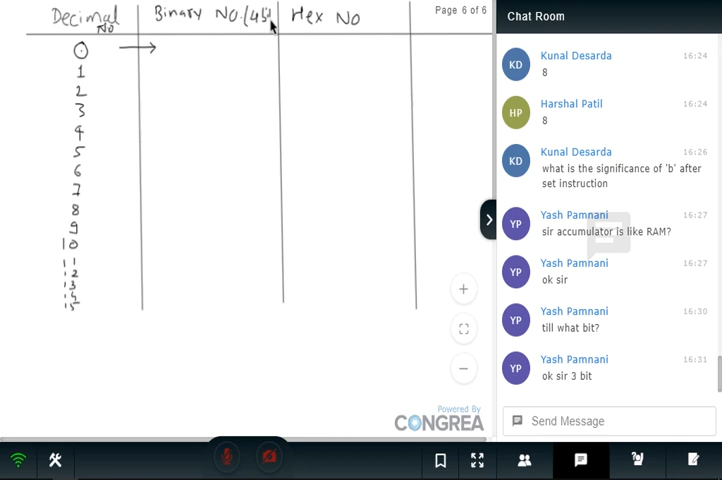 Decimal NO
Binary NO.(4
Hex NO
Page 6 of 6
0
1
2
3
4
5
6
7
8
9
10
11
12
13
14
15
Powered By
CONGREA
Chat Room
KD
Kunal Desarda 16:24
8
HP
Harshal Patil 16:24
8
KD
Kunal Desarda 16:26
what is the significance of 'b' after
set instruction
YP
Yash Pamnani 16:27
sir accumulator is like RAM?
YP
Yash Pamnani 16:27
ok sir
YP
Yash Pamnani 16:30
till what bit?
YP
Yash Pamnani 16:31
ok sir 3 bit
Send Message